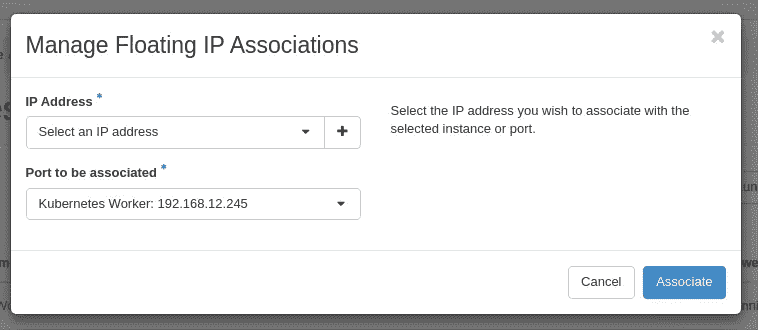 Manage Floating IP Associations
×
IP Address *
Select an IP address
+
Port to be associated *
Kubernetes Worker: 192.168.12.245
Select the IP address you wish to associate with the
selected instance or port.
Cancel
Associate